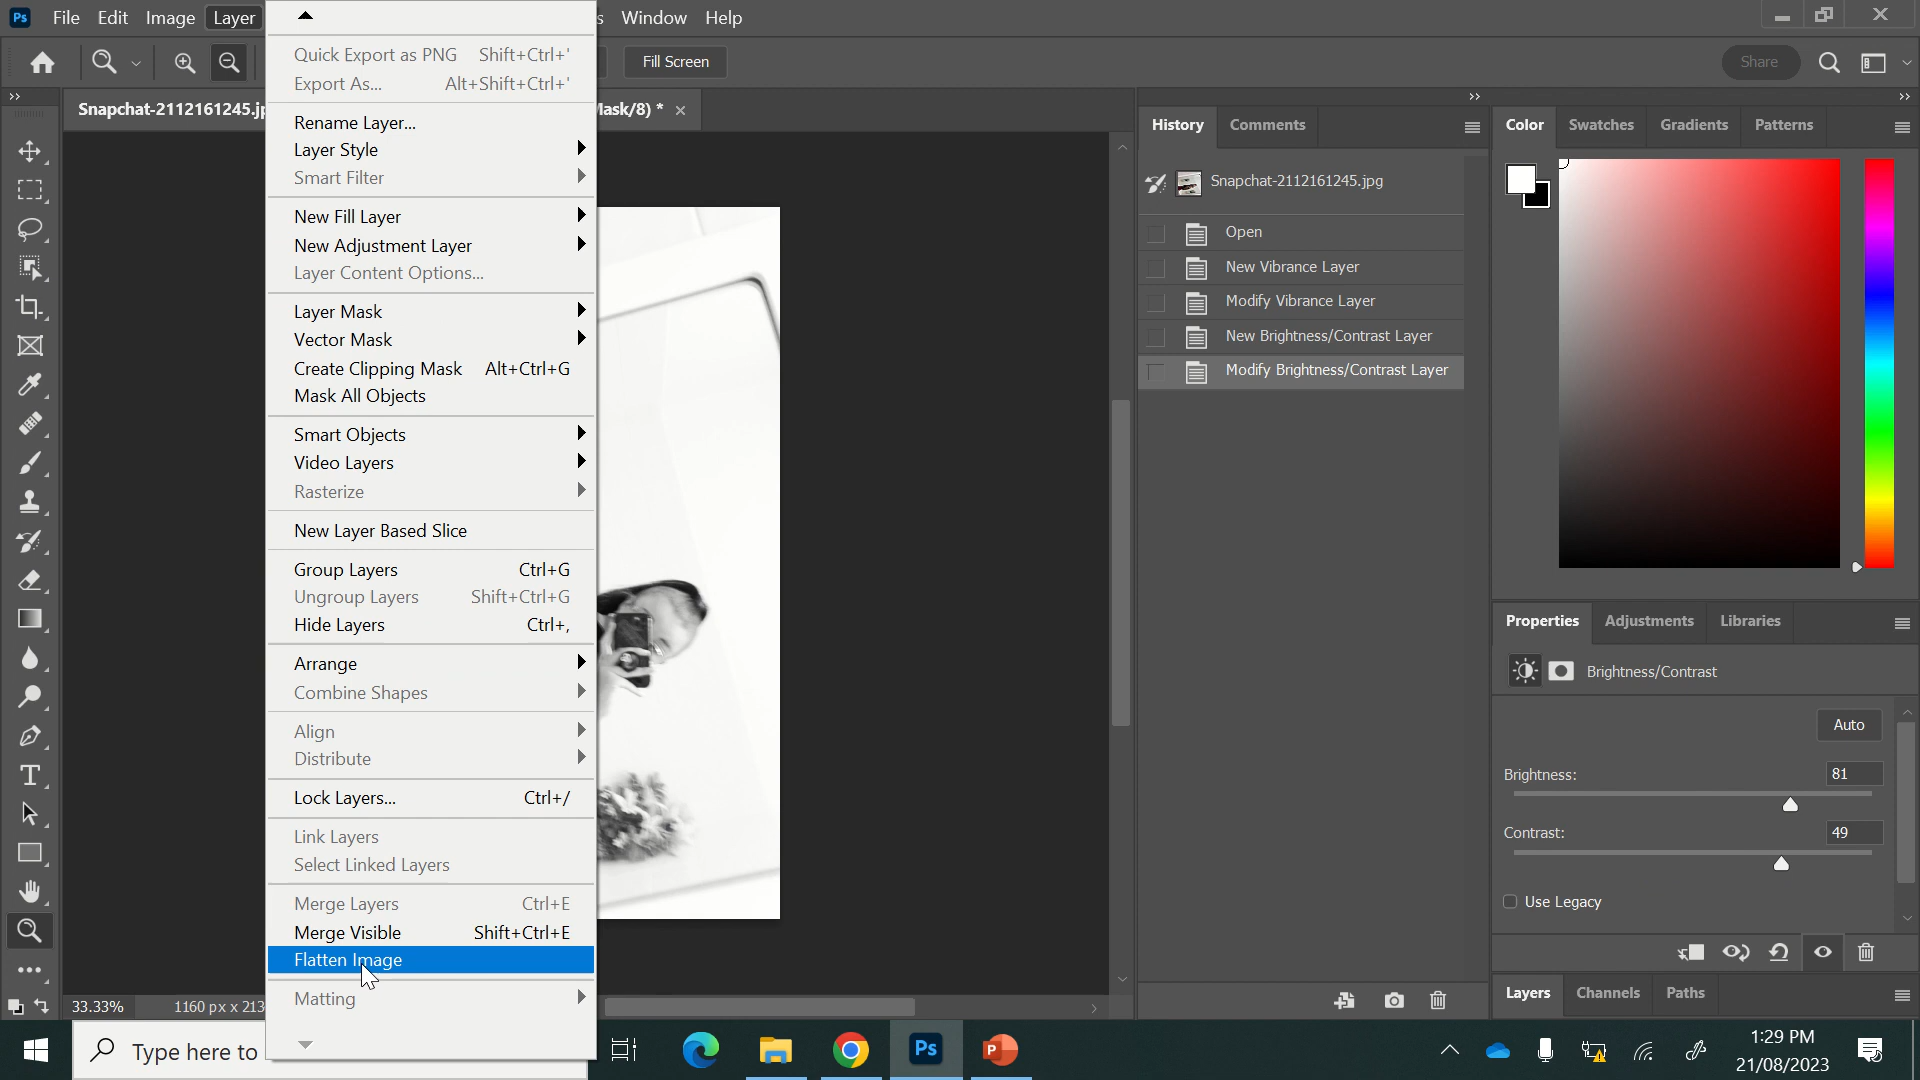 Ps File Edit Image Layer s Window Help
Fill Screen Share
Snapchat-2112161245.jp Mask/8) * ×
Quick Export as PNG Shift+Ctrl+'
Export As... Alt+Shift+Ctrl+'
Rename Layer...
Layer Style
Smart Filter
New Fill Layer
New Adjustment Layer
Layer Content Options...
Layer Mask
Vector Mask
Create Clipping Mask Alt+Ctrl+G
Mask All Objects
Smart Objects
Video Layers
Rasterize
New Layer Based Slice
Group Layers Ctrl+G
Ungroup Layers Shift+Ctrl+G
Hide Layers Ctrl+,
Arrange
Combine Shapes
Align
Distribute
Lock Layers... Ctrl+/
Link Layers
Select Linked Layers
Merge Layers Ctrl+E
Merge Visible Shift+Ctrl+E
Flatten Image
Matting
33.33% 1160 px x 213
History Comments
Snapchat-2112161245.jpg
Open
New Vibrance Layer
Modify Vibrance Layer
New Brightness/Contrast Layer
Modify Brightness/Contrast Layer
Color Swatches Gradients Patterns
Properties Adjustments Libraries
Brightness/Contrast
Auto
Brightness: 81
Contrast: 49
Use Legacy
Layers Channels Paths
Type here to
Ps P
1:29 PM
21/08/2023